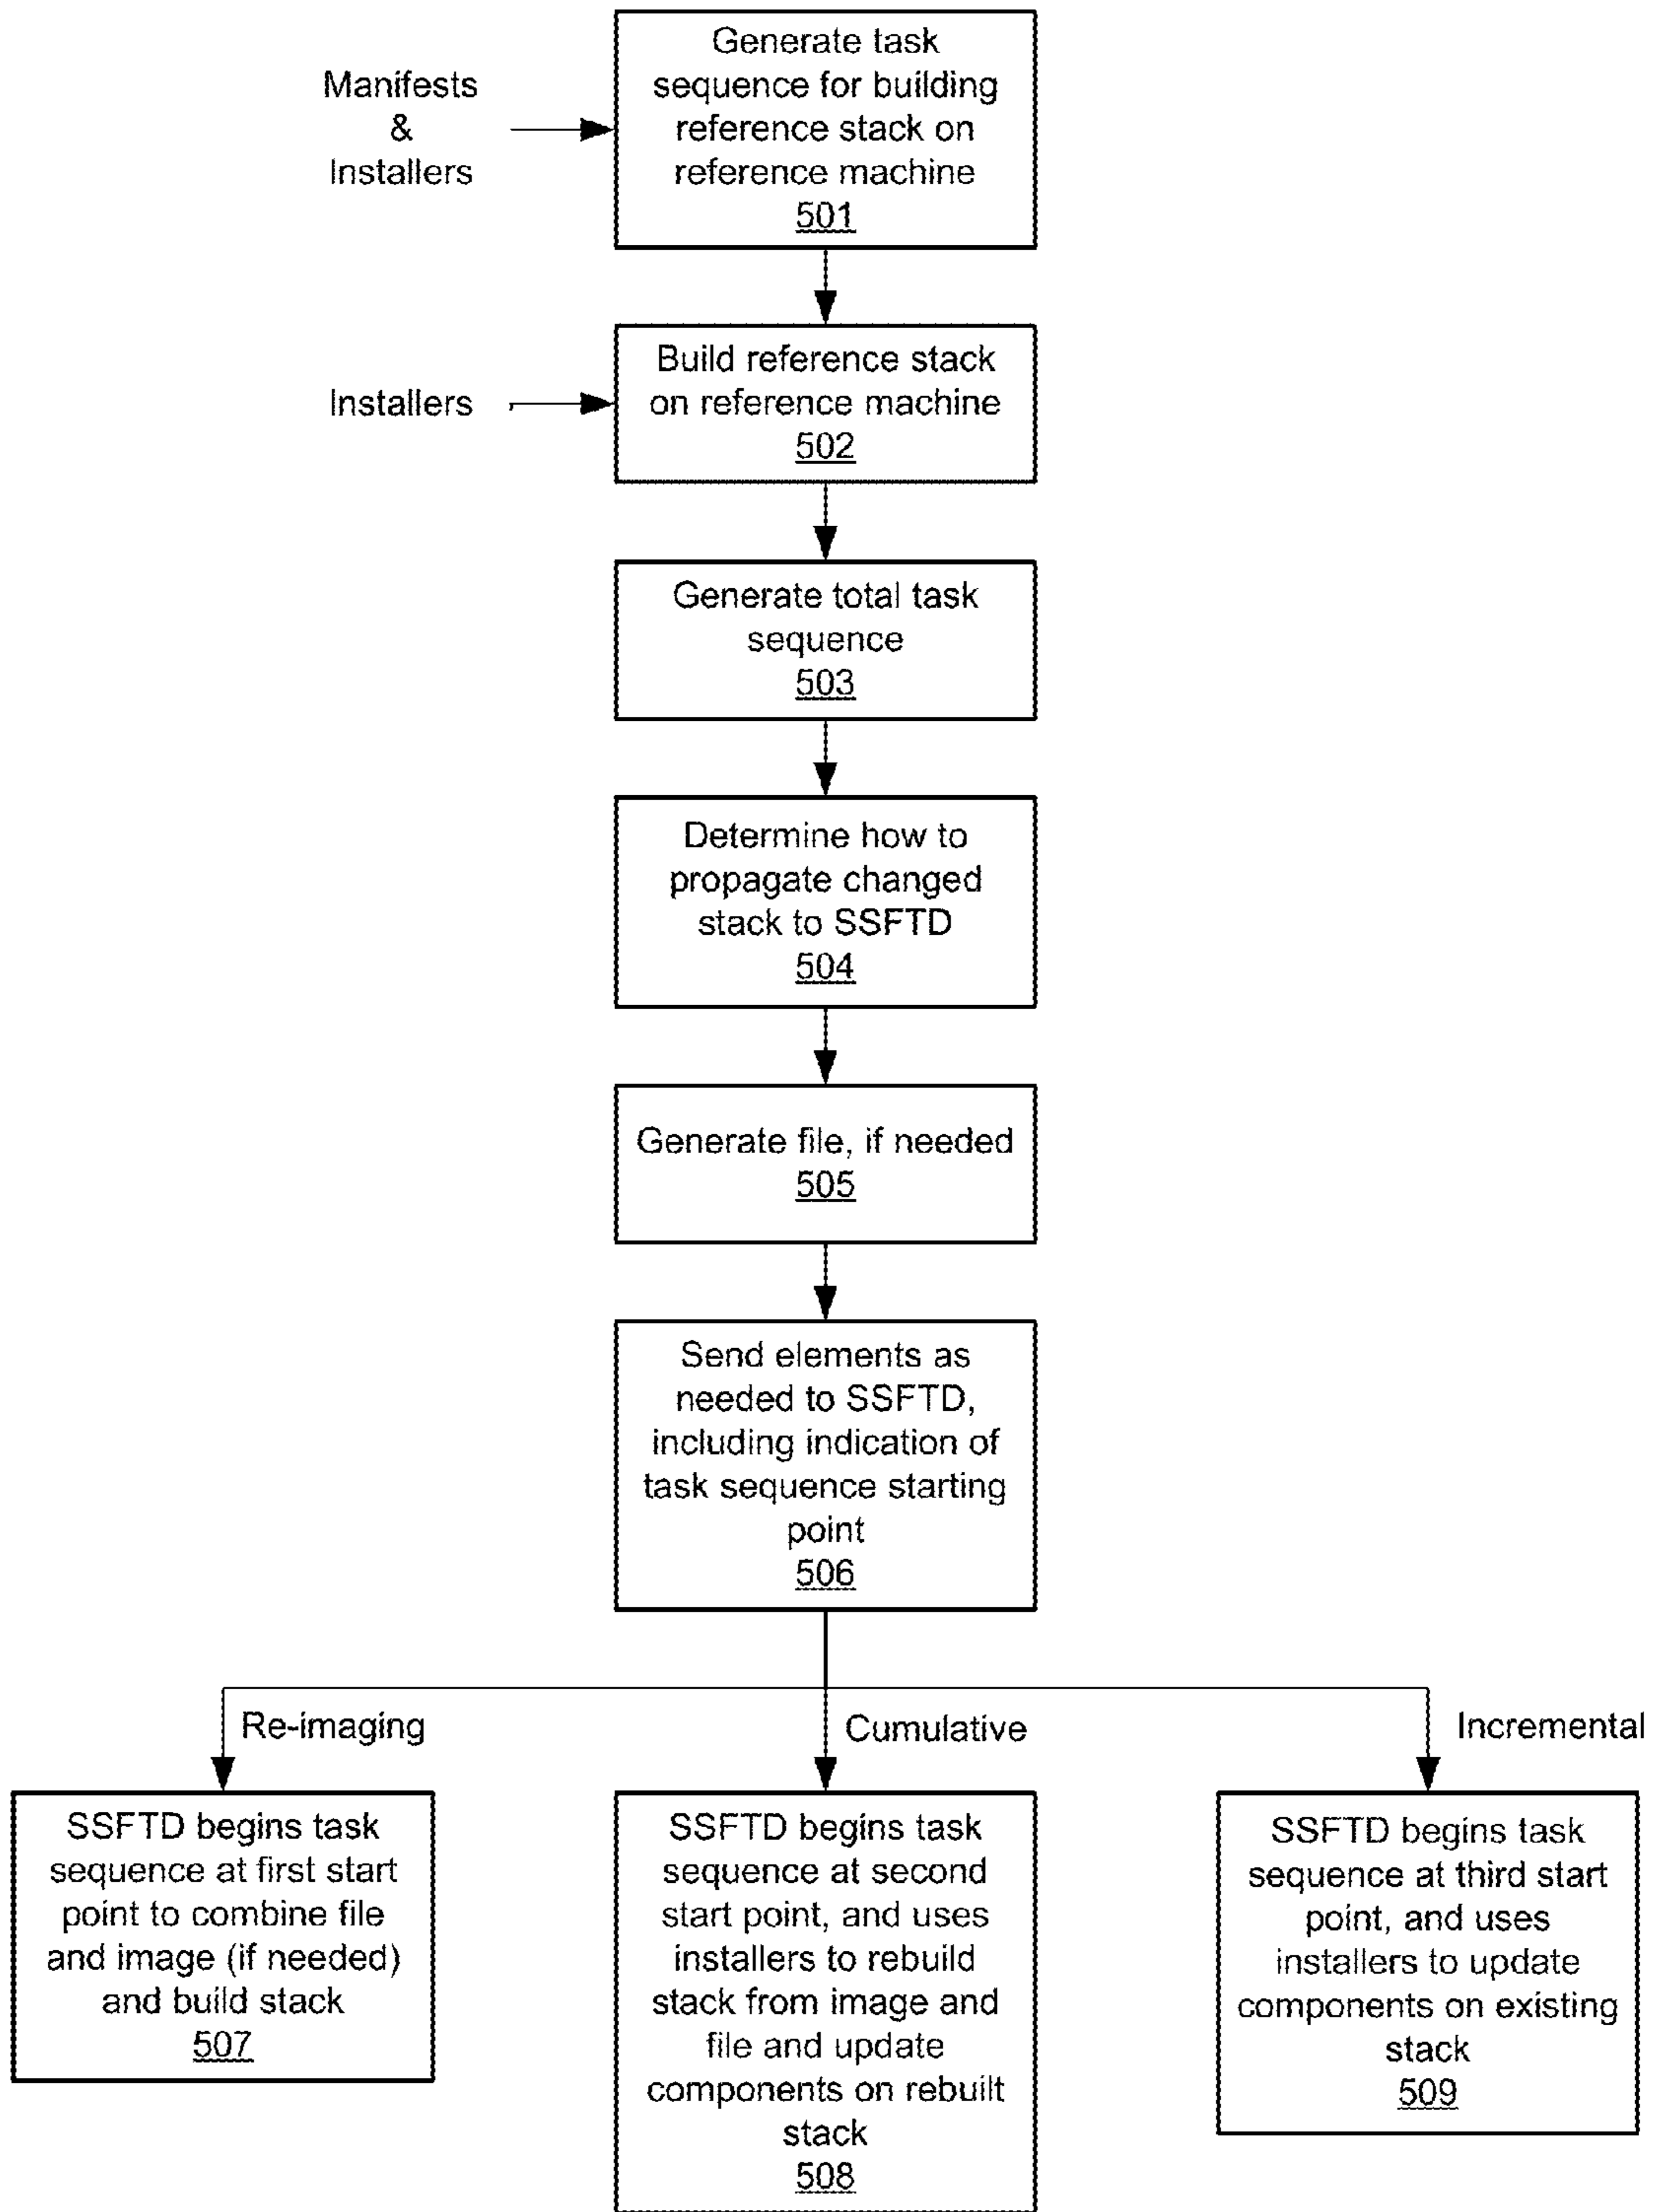 Manifests
&
Installers
Generate task
sequence for building
reference stack on
reference machine
501
Installers
Build reference stack
on reference machine
502
Generate total task
sequence
503
Determine how to
propagate changed
stack to SSFTD
504
Generate file, if needed
505
Send elements as
needed to SSFTD,
including indication of
task sequence starting
point
506
Re-imaging
Cumulative
Incremental
SSFTD begins task
sequence at first start
point to combine file
and image (if needed)
and build stack
507
SSFTD begins task
sequence at second
start point, and uses
installers to rebuild
stack from image and
file and update
components on rebuilt
stack
508
SSFTD begins task
sequence at third start
point, and uses
installers to update
components on existing
stack
509